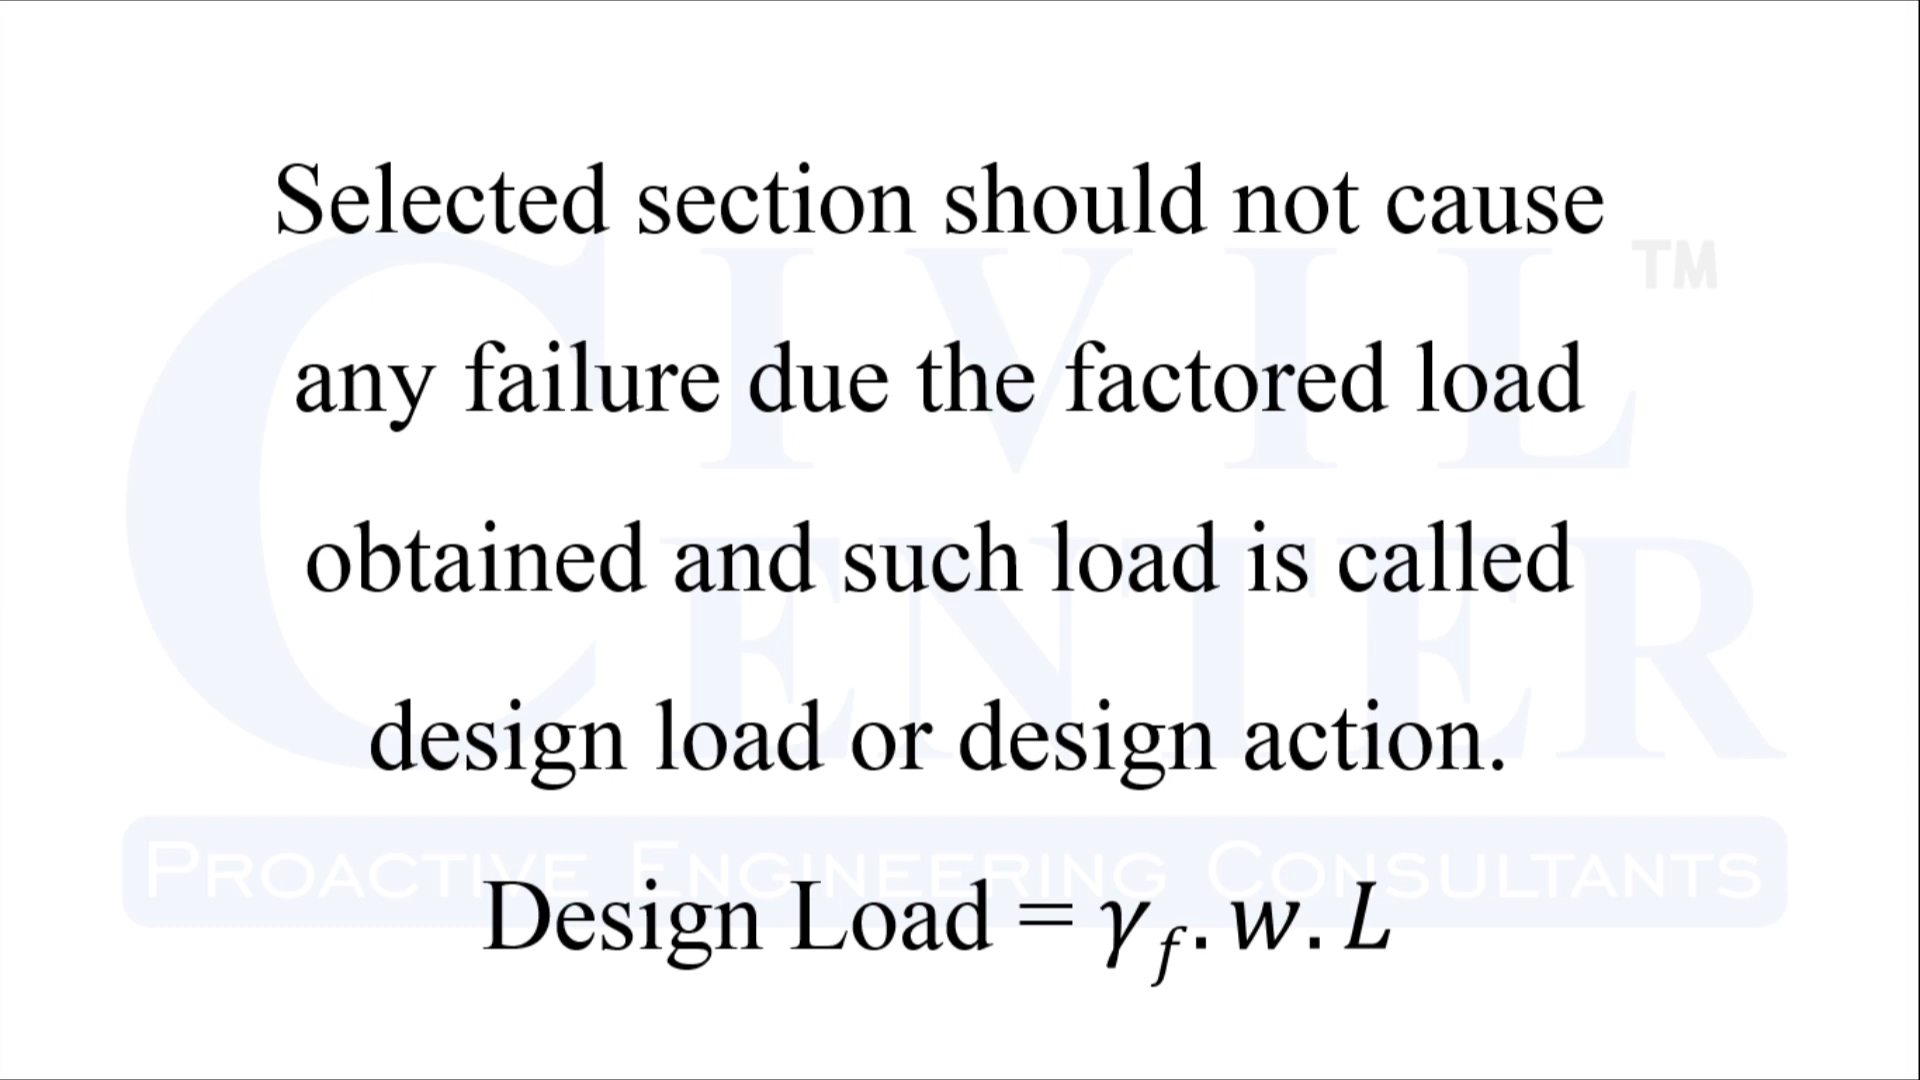 Selected section should not cause
any failure due the factored load
obtained and such load is called
design load or design action.
Design Load = γ_f . w . L
CIVIL ™
CENTER
PROACTIVE ENGINEERING CONSULTANTS